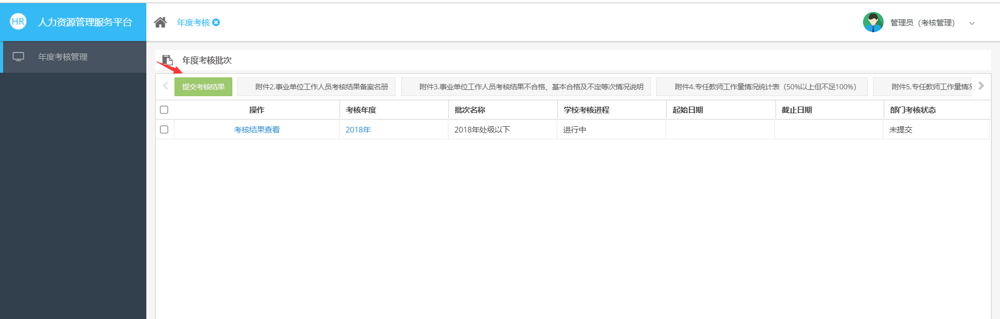 HR 人力资源管理服务平台
年度考核
管理员（考核管理）
年度考核管理
年度考核批次
提交考核结果 附件2.事业单位工作人员考核结果备案名册 附件3.事业单位工作人员考核结果不合格、基本合格及不定等次情况说明 附件4.专任教师工作量情况统计表（50%以上但不足100%） 附件5.专任教师工作量情况
操作 考核年度 批次名称 学校考核进程 起始日期 截止日期 部门考核状态
考核结果查看 2018年 2018年处级以下 进行中 未提交